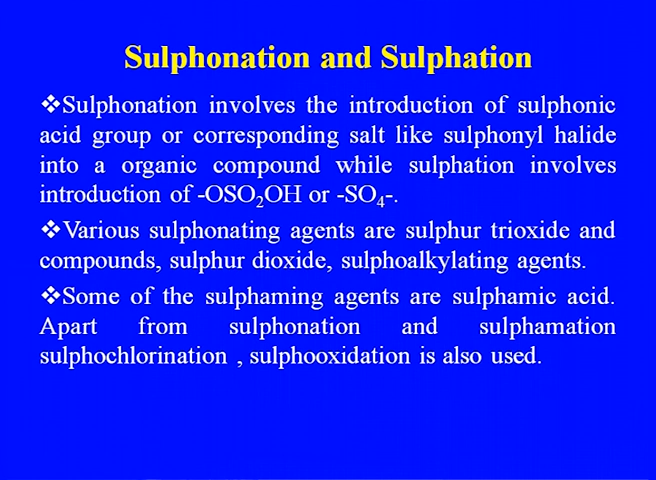 Sulphonation and Sulphation
❖Sulphonation involves the introduction of sulphonic
acid group or corresponding salt like sulphonyl halide
into a organic compound while sulphation involves
introduction of -OSO₂OH or -SO₄-.
❖Various sulphonating agents are sulphur trioxide and
compounds, sulphur dioxide, sulphoalkylating agents.
❖Some of the sulphaming agents are sulphamic acid.
Apart from sulphonation and sulphamation
sulphochlorination , sulphooxidation is also used.